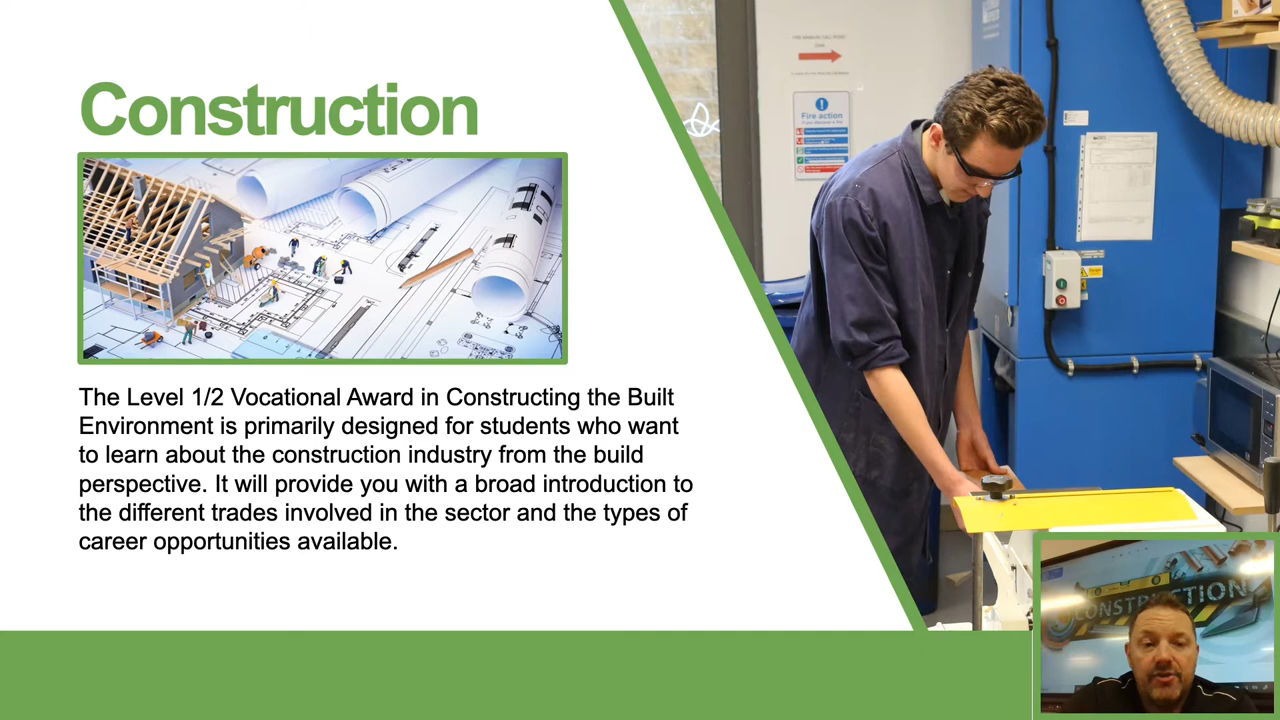 Construction
The Level 1/2 Vocational Award in Constructing the Built
Environment is primarily designed for students who want
to learn about the construction industry from the build
perspective. It will provide you with a broad introduction to
the different trades involved in the sector and the types of
career opportunities available.
Fire action
CONSTRUCTION